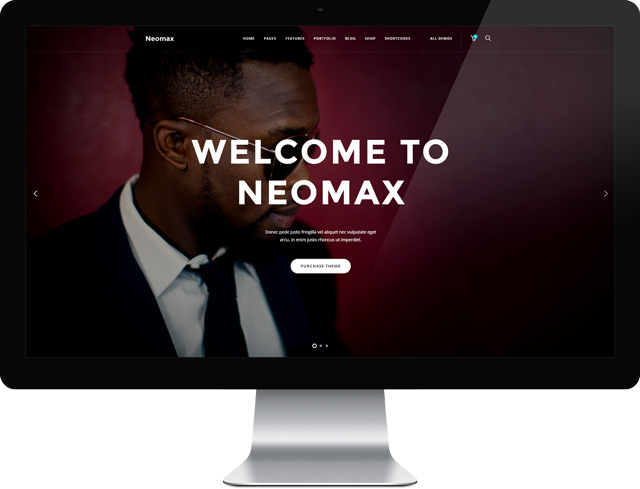 Neomax HOME PAGES FEATURES PORTFOLIO BLOG SHOP SHORTCODES ALL DEMOS
WELCOME TO
NEOMAX
Donec pede justo fringilla vel aliquet nec vulputate eget
arcu. In enim justo rhoncus ut imperdiet.
PURCHASE THEME